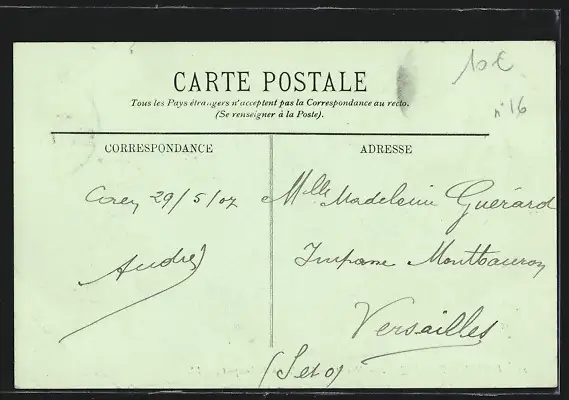 10€
n°16
CARTE POSTALE
Tous les Pays étrangers n'acceptent pas la Correspondance au recto.
(Se renseigner à la Poste).
CORRESPONDANCE
29/5/07
André
ADRESSE
Mlle Madeleine Guérard
Impasse Montbauron
Versailles
(S et O)